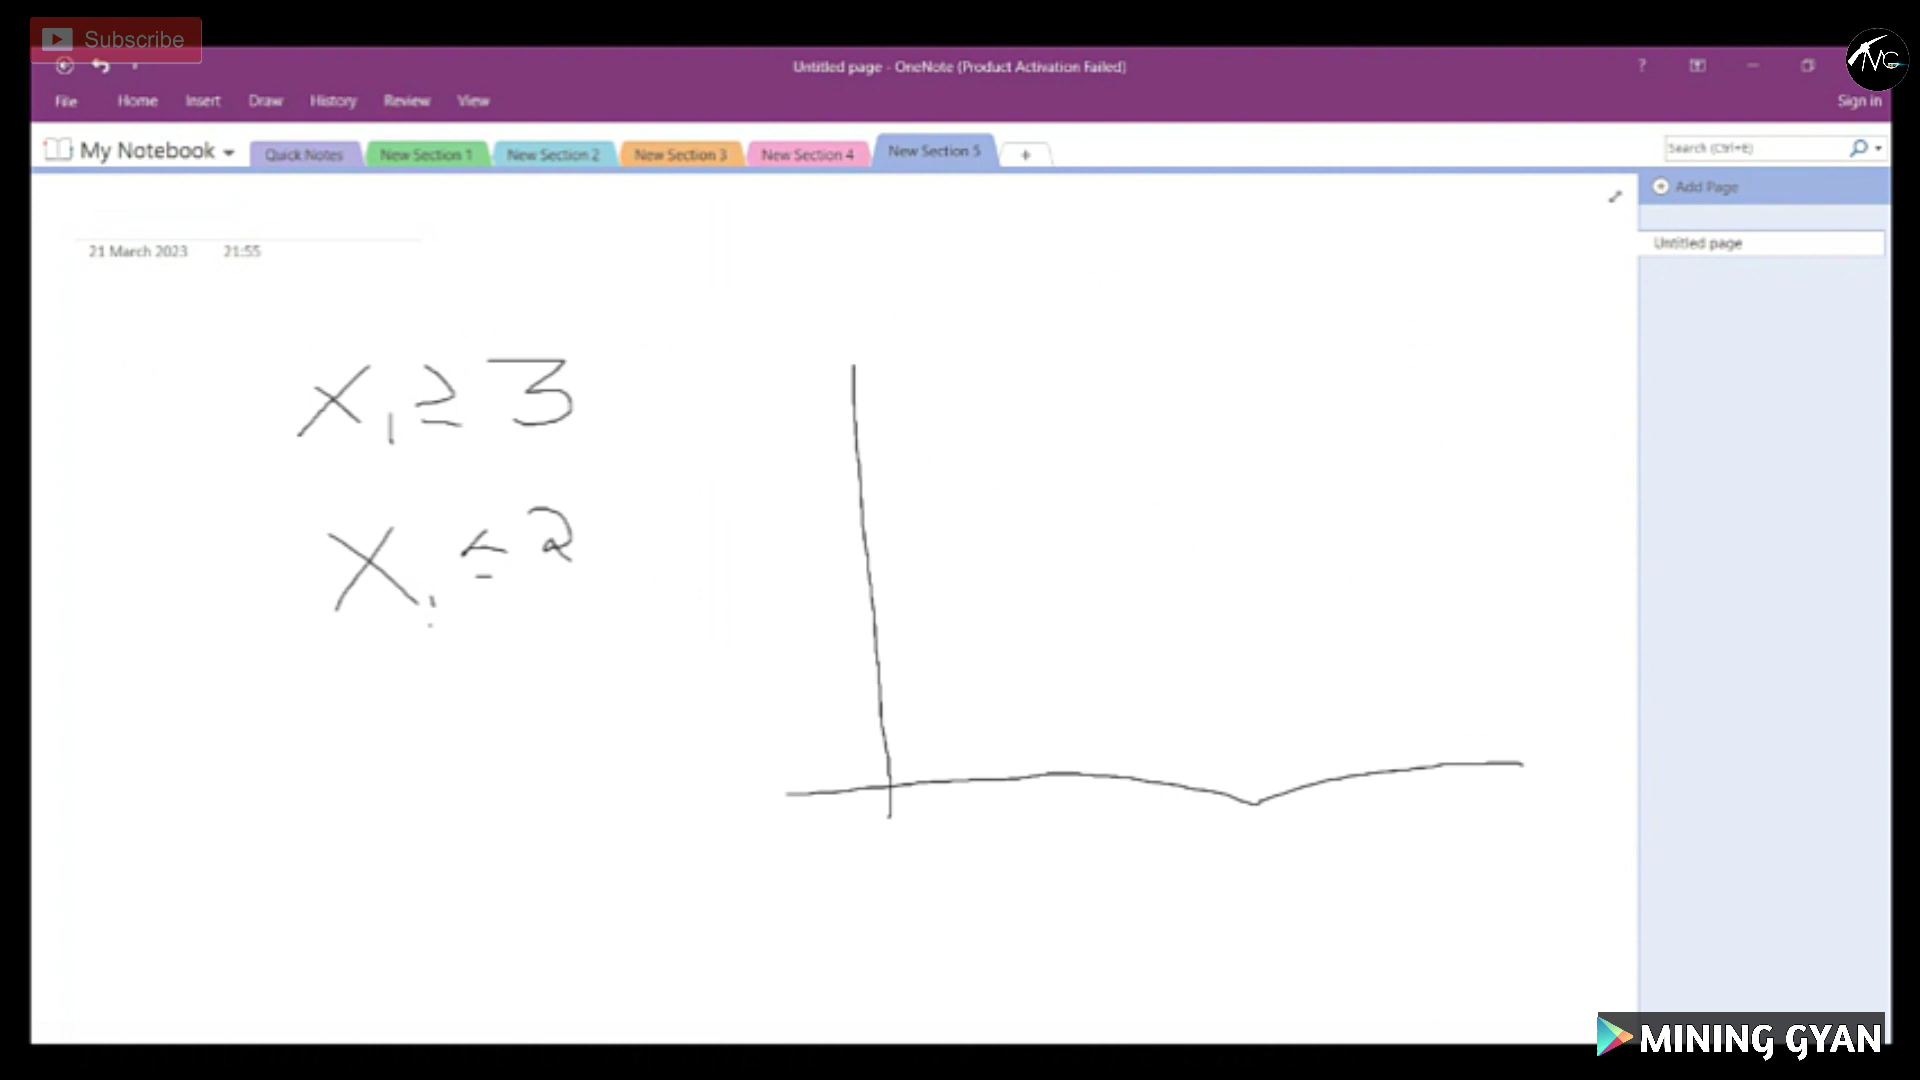 Subscribe
Untitled page - OneNote (Product Activation Failed)
?
File Home Insert Draw History Review View
Sign in
My Notebook Quick Notes New Section 1 New Section 2 New Section 3 New Section 4 New Section 5 +
Search (Ctrl+E)
Add Page
Untitled page
21 March 2023 21:55
X₁ ≥ 3
X₁ ≤ 2
MG
MINING GYAN